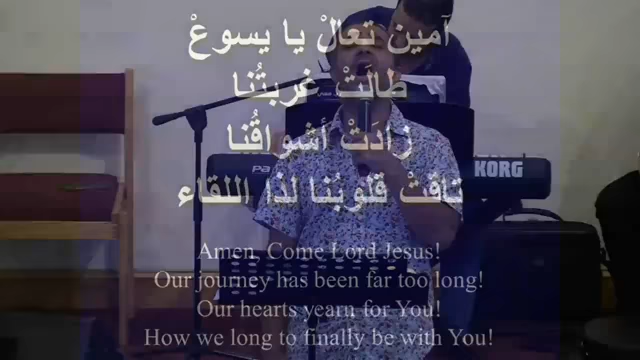 آمين تعالْ يا يسوعْ
طالَتْ غربتُنا
زادتْ أشواقُنا
تاقتْ قلوبُنا لذا اللقاء
KORG
Amen, Come Lord Jesus!
Our journey has been far too long!
Our hearts yearn for You!
How we long to finally be with You!